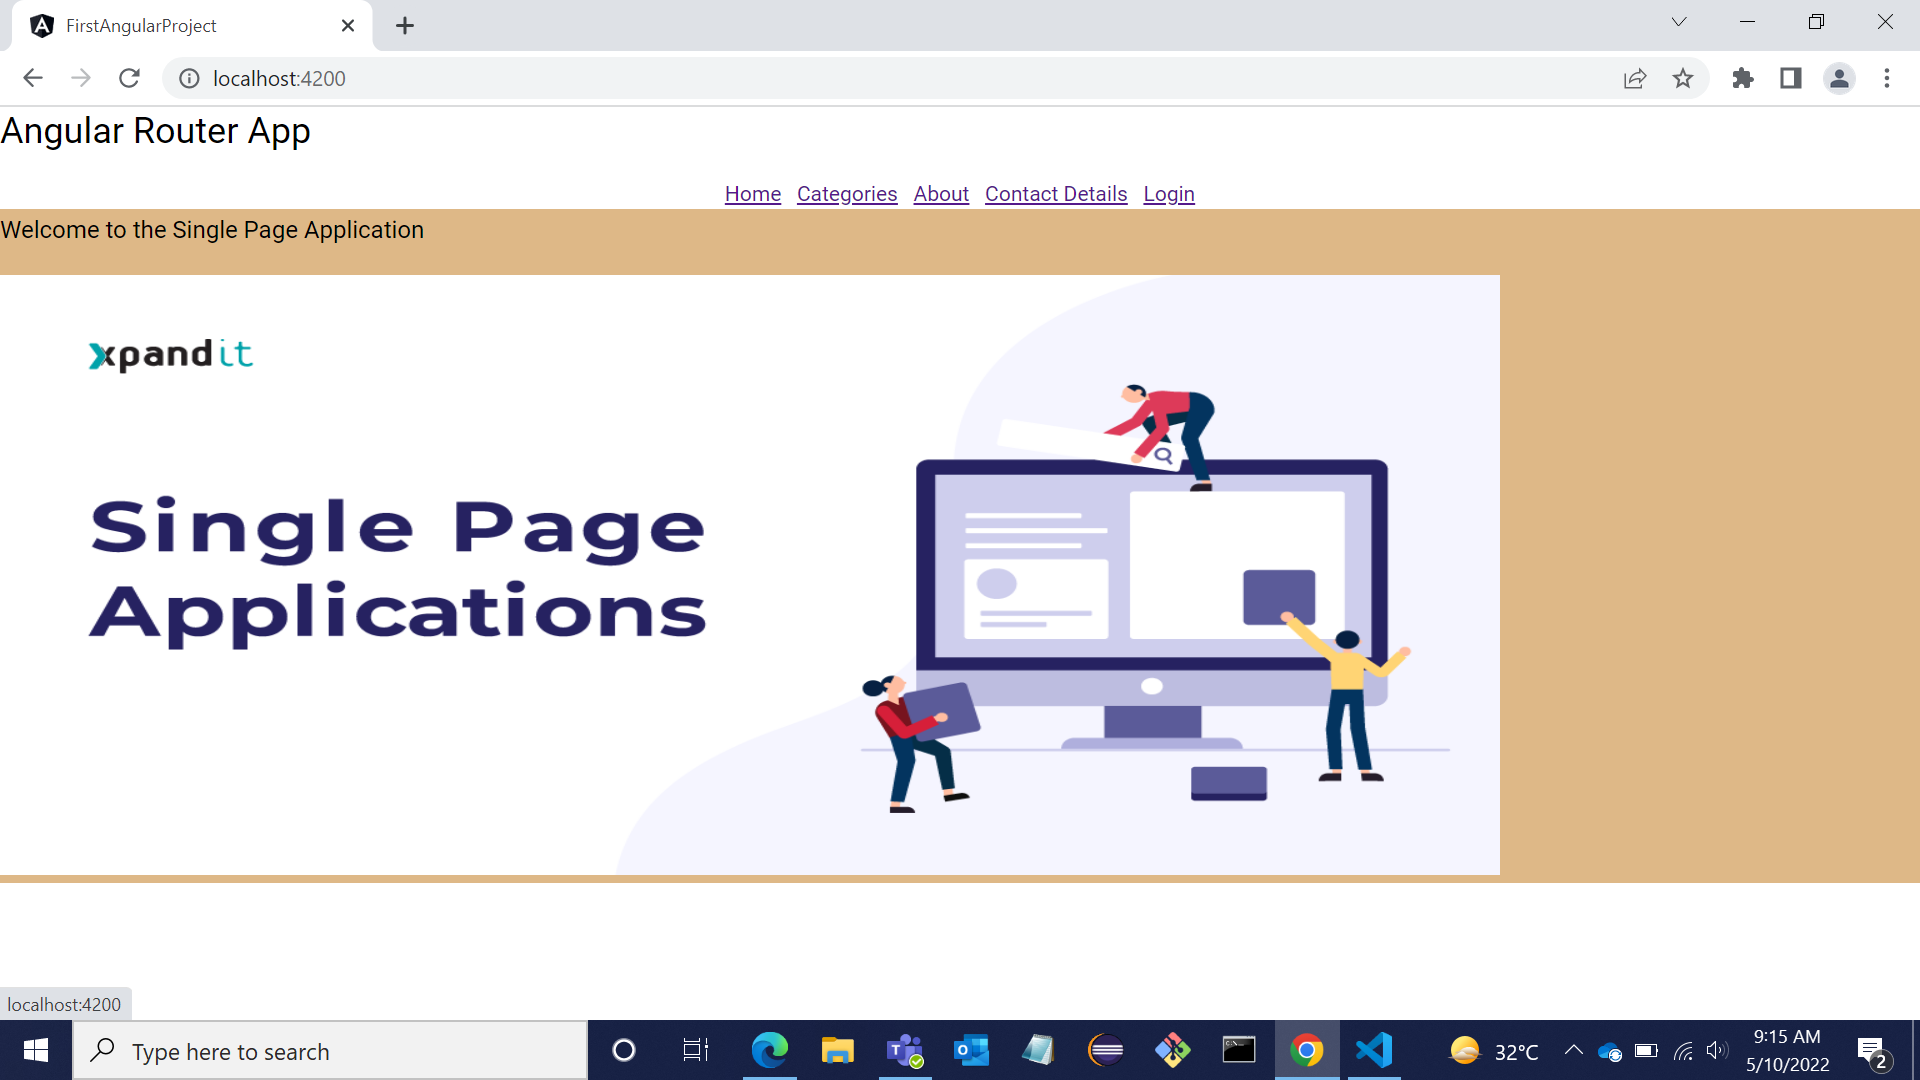 FirstAngularProject
localhost:4200
Angular Router App
Home Categories About Contact Details Login
Welcome to the Single Page Application
xpandit
Single Page
Applications
localhost:4200
Type here to search
32°C
9:15 AM
5/10/2022
2